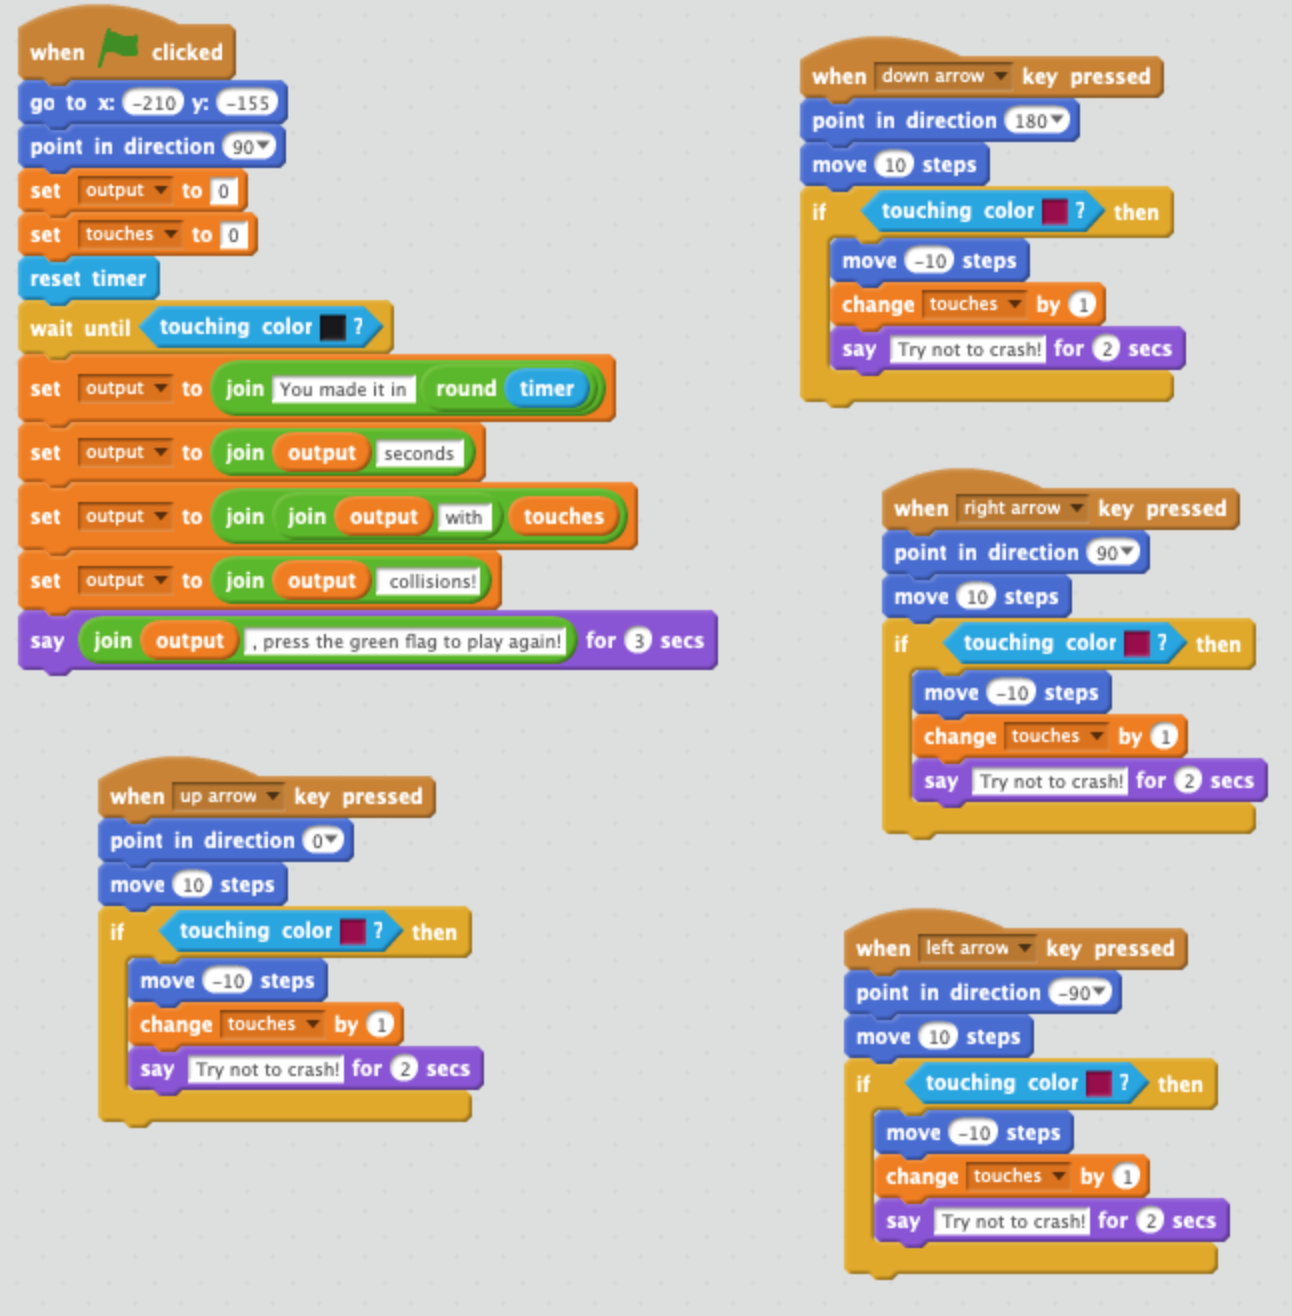 when clicked
go to x: -210 y: -155
point in direction 90
set output to 0
set touches to 0
reset timer
wait until touching color ?
set output to join You made it in round timer
set output to join output seconds
set output to join join output with touches
set output to join output collisions!
say join output , press the green flag to play again! for 3 secs
when up arrow key pressed
point in direction 0
move 10 steps
if touching color ? then
move -10 steps
change touches by 1
say Try not to crash! for 2 secs
when down arrow key pressed
point in direction 180
move 10 steps
if touching color ? then
move -10 steps
change touches by 1
say Try not to crash! for 2 secs
when right arrow key pressed
point in direction 90
move 10 steps
if touching color ? then
move -10 steps
change touches by 1
say Try not to crash! for 2 secs
when left arrow key pressed
point in direction -90
move 10 steps
if touching color ? then
move -10 steps
change touches by 1
say Try not to crash! for 2 secs